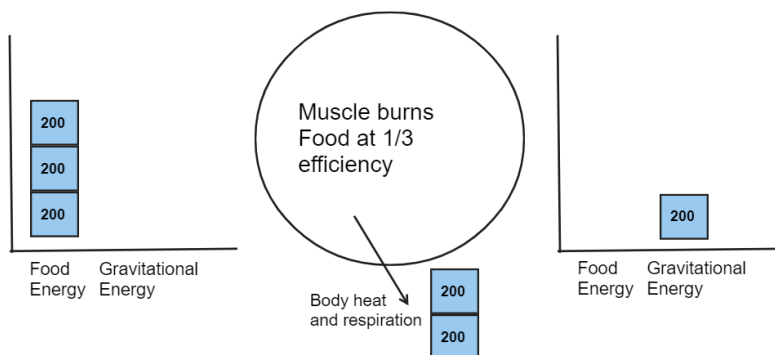 200
200
200
Food
Energy
Gravitational
Energy
Muscle burns
Food at 1/3
efficiency
Body heat
and respiration
200
200
200
Food
Energy
Gravitational
Energy